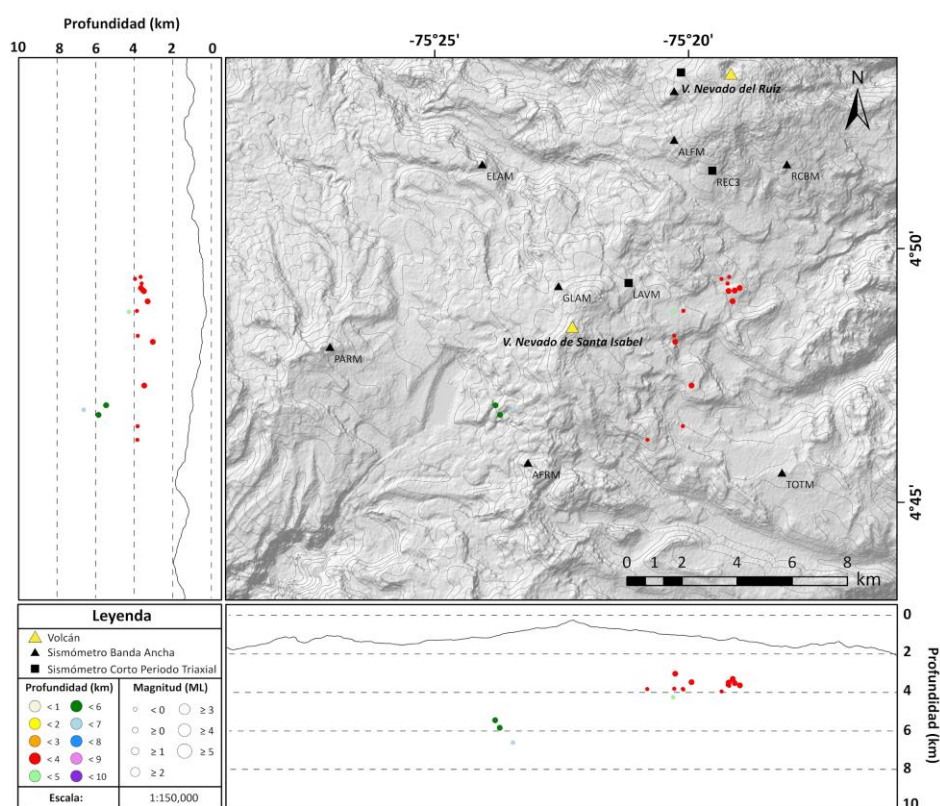 Profundidad (km)
10 8 6 4 2 0
-75°25'
-75°20'
N
V. Nevado del Ruiz
ALFM
ELAM
REC3
RCBM
4°50'
GLAM
LAVM
V. Nevado de Santa Isabel
PARM
AFRM
TOTM
4°45'
0 1 2 4 6 8
km
Leyenda
Volcán
Sismómetro Banda Ancha
Sismómetro Corto Periodo Triaxial
Profundidad (km)
< 1 < 6
< 2 < 7
< 3 < 8
< 4 < 9
< 5 < 10
Magnitud (ML)
< 0 ≥ 3
≥ 0 ≥ 4
≥ 1 ≥ 5
≥ 2
Escala: 1:150,000
0
2
4
6
8
10
Profundidad (km)